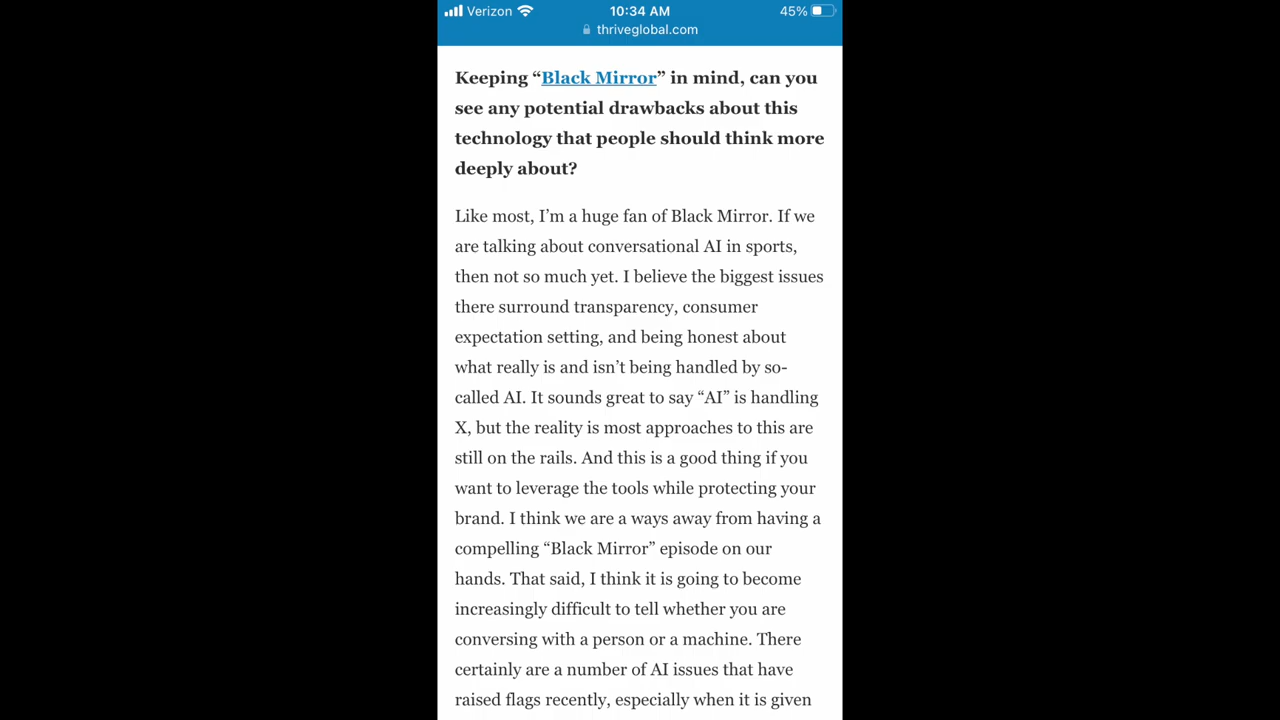 Verizon 10:34 AM 45%
thriveglobal.com
Keeping “Black Mirror” in mind, can you
see any potential drawbacks about this
technology that people should think more
deeply about?
Like most, I’m a huge fan of Black Mirror. If we
are talking about conversational AI in sports,
then not so much yet. I believe the biggest issues
there surround transparency, consumer
expectation setting, and being honest about
what really is and isn’t being handled by so-
called AI. It sounds great to say “AI” is handling
X, but the reality is most approaches to this are
still on the rails. And this is a good thing if you
want to leverage the tools while protecting your
brand. I think we are a ways away from having a
compelling “Black Mirror” episode on our
hands. That said, I think it is going to become
increasingly difficult to tell whether you are
conversing with a person or a machine. There
certainly are a number of AI issues that have
raised flags recently, especially when it is given